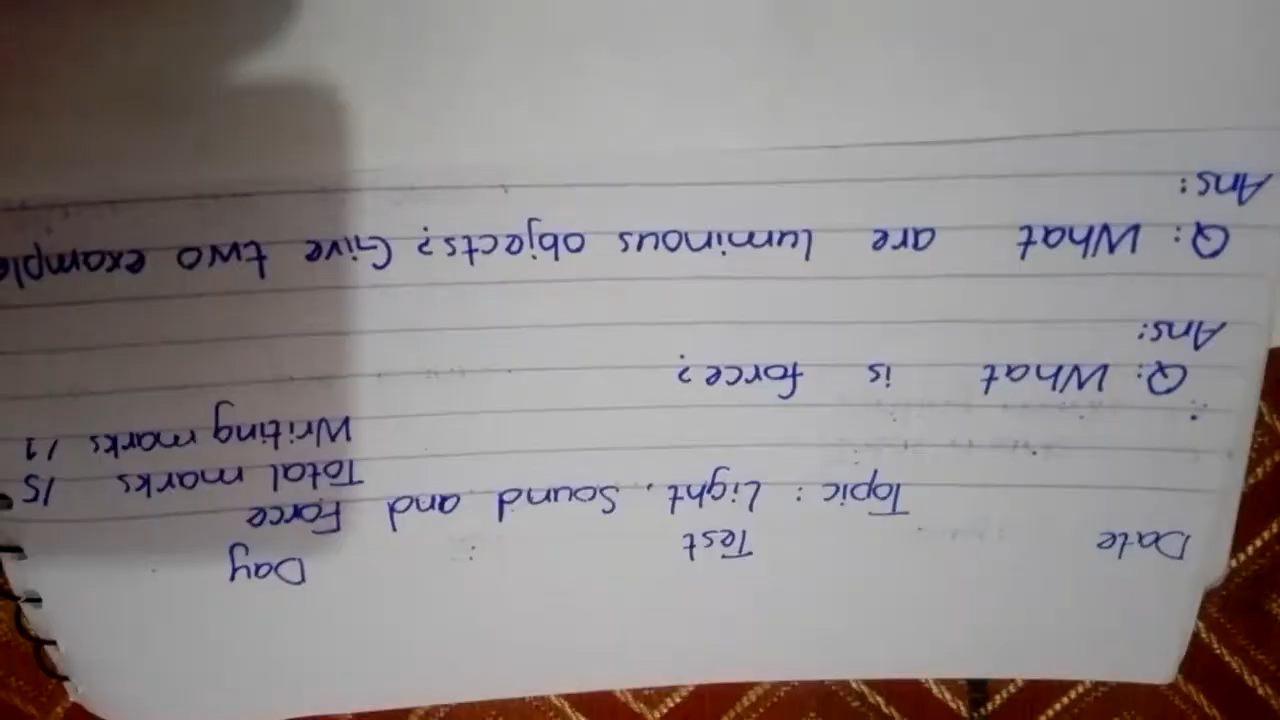 Date Test Day
Topic : Light, Sound and Force
Total marks /5
Writing marks /1
Q: What is force?
Ans:
Q: What are luminous objects? Give two example
Ans: